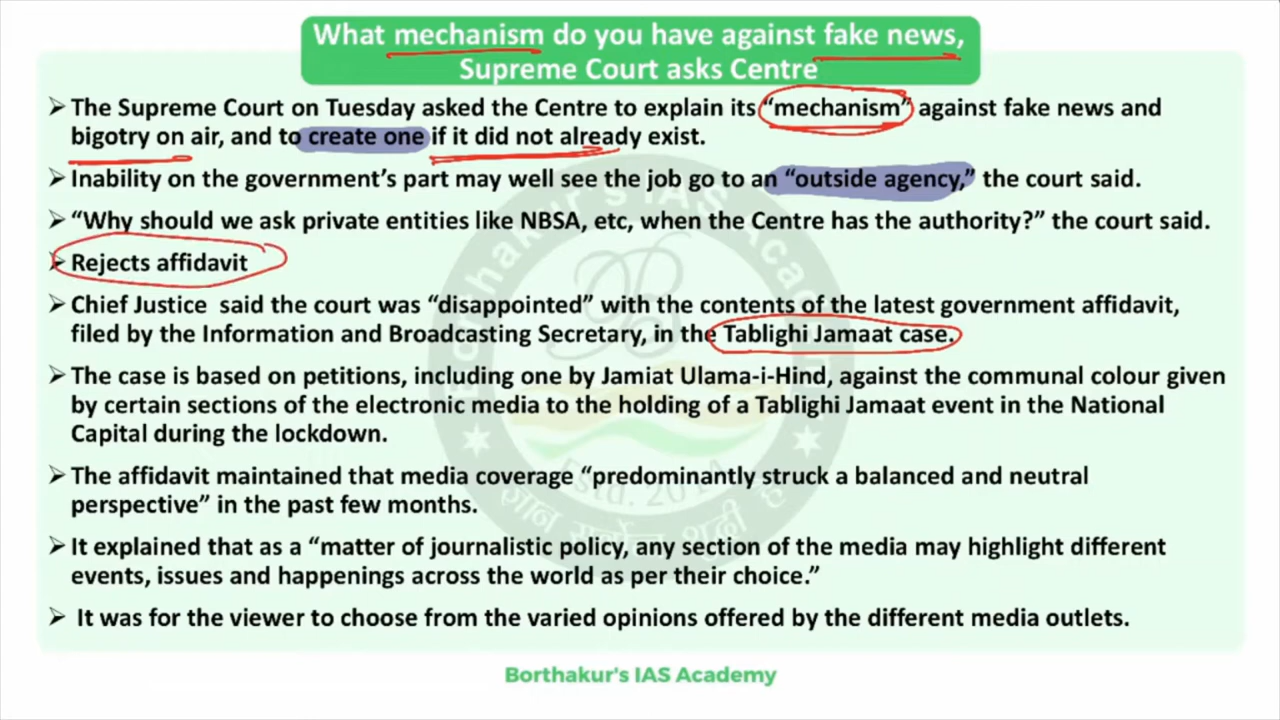 What mechanism do you have against fake news,
Supreme Court asks Centre
➢ The Supreme Court on Tuesday asked the Centre to explain its “mechanism” against fake news and
bigotry on air, and to create one if it did not already exist.
➢ Inability on the government’s part may well see the job go to an “outside agency,” the court said.
➢ “Why should we ask private entities like NBSA, etc, when the Centre has the authority?” the court said.
➢ Rejects affidavit
➢ Chief Justice said the court was “disappointed” with the contents of the latest government affidavit,
filed by the Information and Broadcasting Secretary, in the Tablighi Jamaat case.
➢ The case is based on petitions, including one by Jamiat Ulama-i-Hind, against the communal colour given
by certain sections of the electronic media to the holding of a Tablighi Jamaat event in the National
Capital during the lockdown.
➢ The affidavit maintained that media coverage “predominantly struck a balanced and neutral
perspective” in the past few months.
➢ It explained that as a “matter of journalistic policy, any section of the media may highlight different
events, issues and happenings across the world as per their choice.”
➢ It was for the viewer to choose from the varied opinions offered by the different media outlets.
Borthakur's IAS Academy